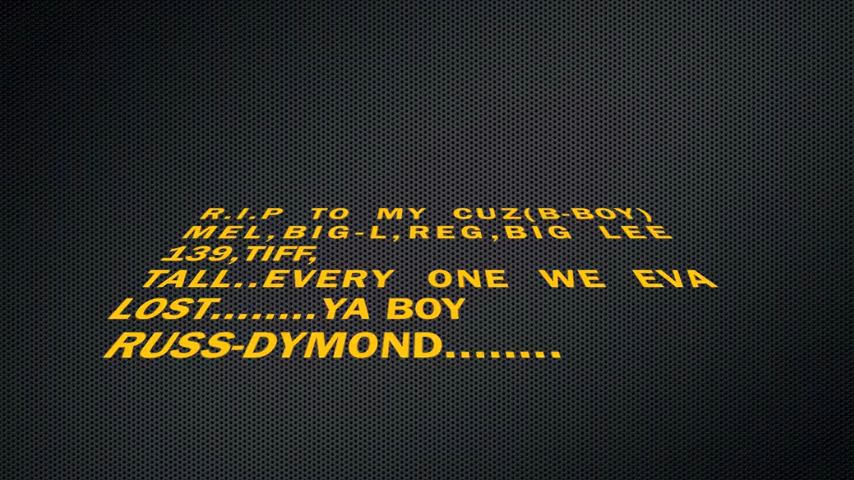 R.I.P TO MY CUZ(B-BOY)
MEL,BIG-L,REG,BIG LEE
139,TIFF,
TALL..EVERY ONE WE EVA
LOST........YA BOY
RUSS-DYMOND........